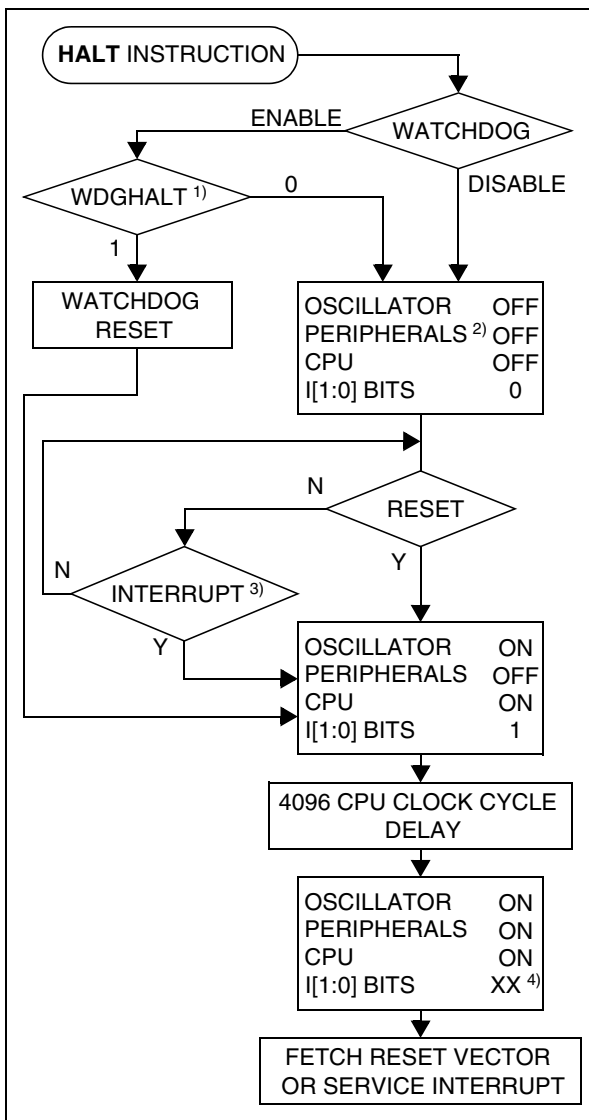 HALT INSTRUCTION
WATCHDOG
ENABLE
DISABLE
WDGHALT 1)
0
1
WATCHDOG
RESET
OSCILLATOR OFF
PERIPHERALS 2) OFF
CPU OFF
I[1:0] BITS 0
RESET
N
Y
INTERRUPT 3)
N
Y
OSCILLATOR ON
PERIPHERALS OFF
CPU ON
I[1:0] BITS 1
4096 CPU CLOCK CYCLE
DELAY
OSCILLATOR ON
PERIPHERALS ON
CPU ON
I[1:0] BITS XX 4)
FETCH RESET VECTOR
OR SERVICE INTERRUPT